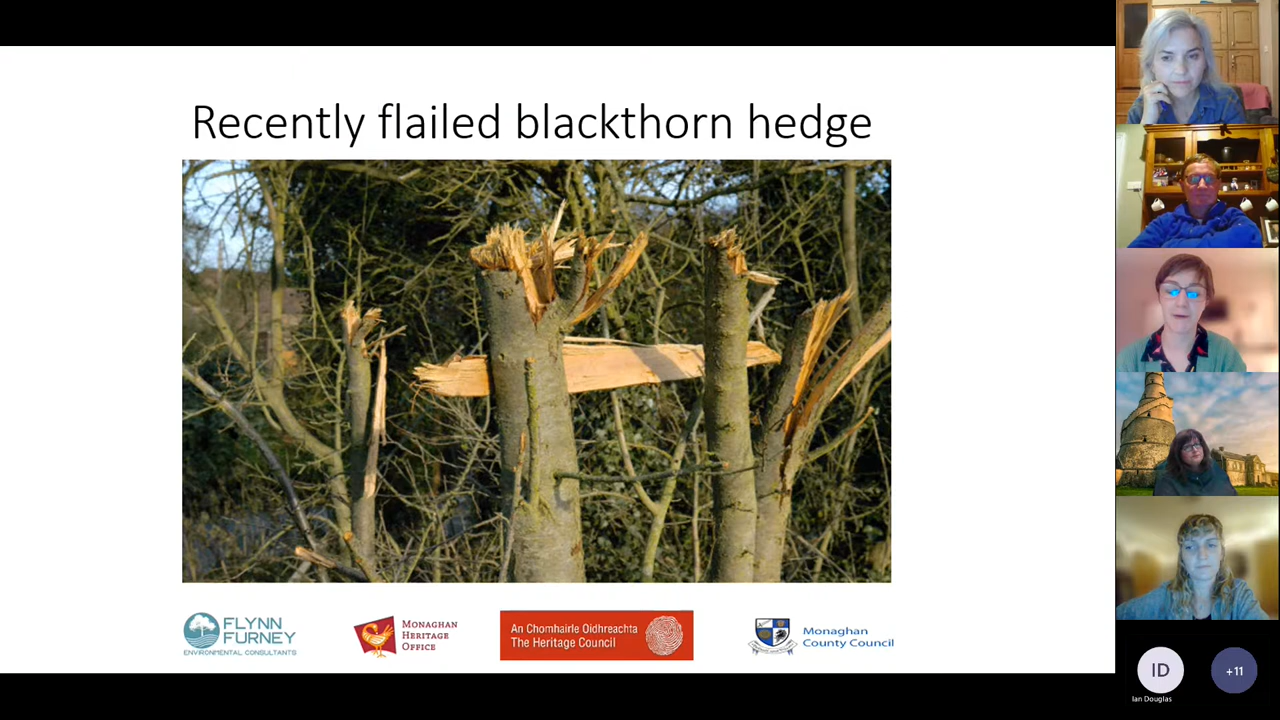 Recently flailed blackthorn hedge
FLYNN
FURNEY
ENVIRONMENTAL CONSULTANTS
MONAGHAN
HERITAGE
OFFICE
An Chomhairle Oidhreachta
The Heritage Council
Monaghan
County Council
ID
+11
Ian Douglas